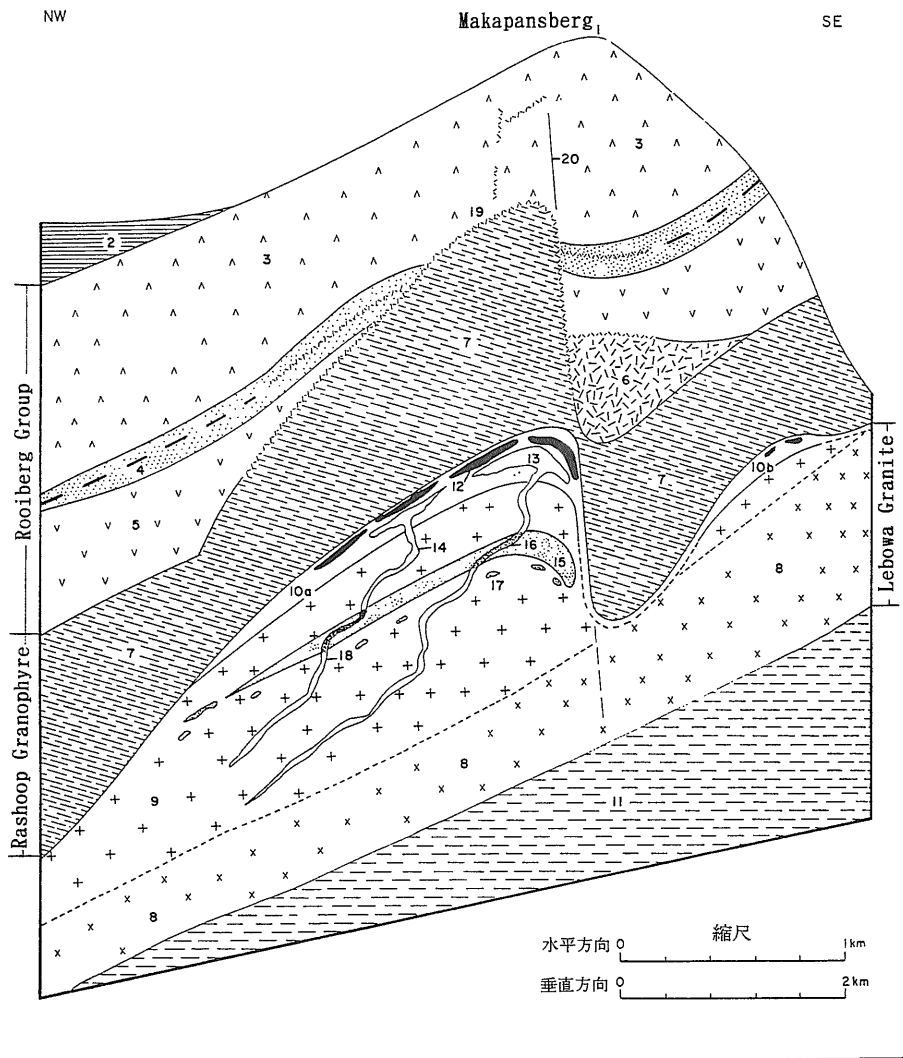 NW
Makapansberg
SE
1
3
20
3
2
19
3
7
6
4
5
13
12
10b
7
14
16
15
8
10a
17
7
18
8
9
11
8
Rooiberg Group
Rashoop Granophyre
Lebowa Granite
縮尺
水平方向 0 1km
垂直方向 0 2km